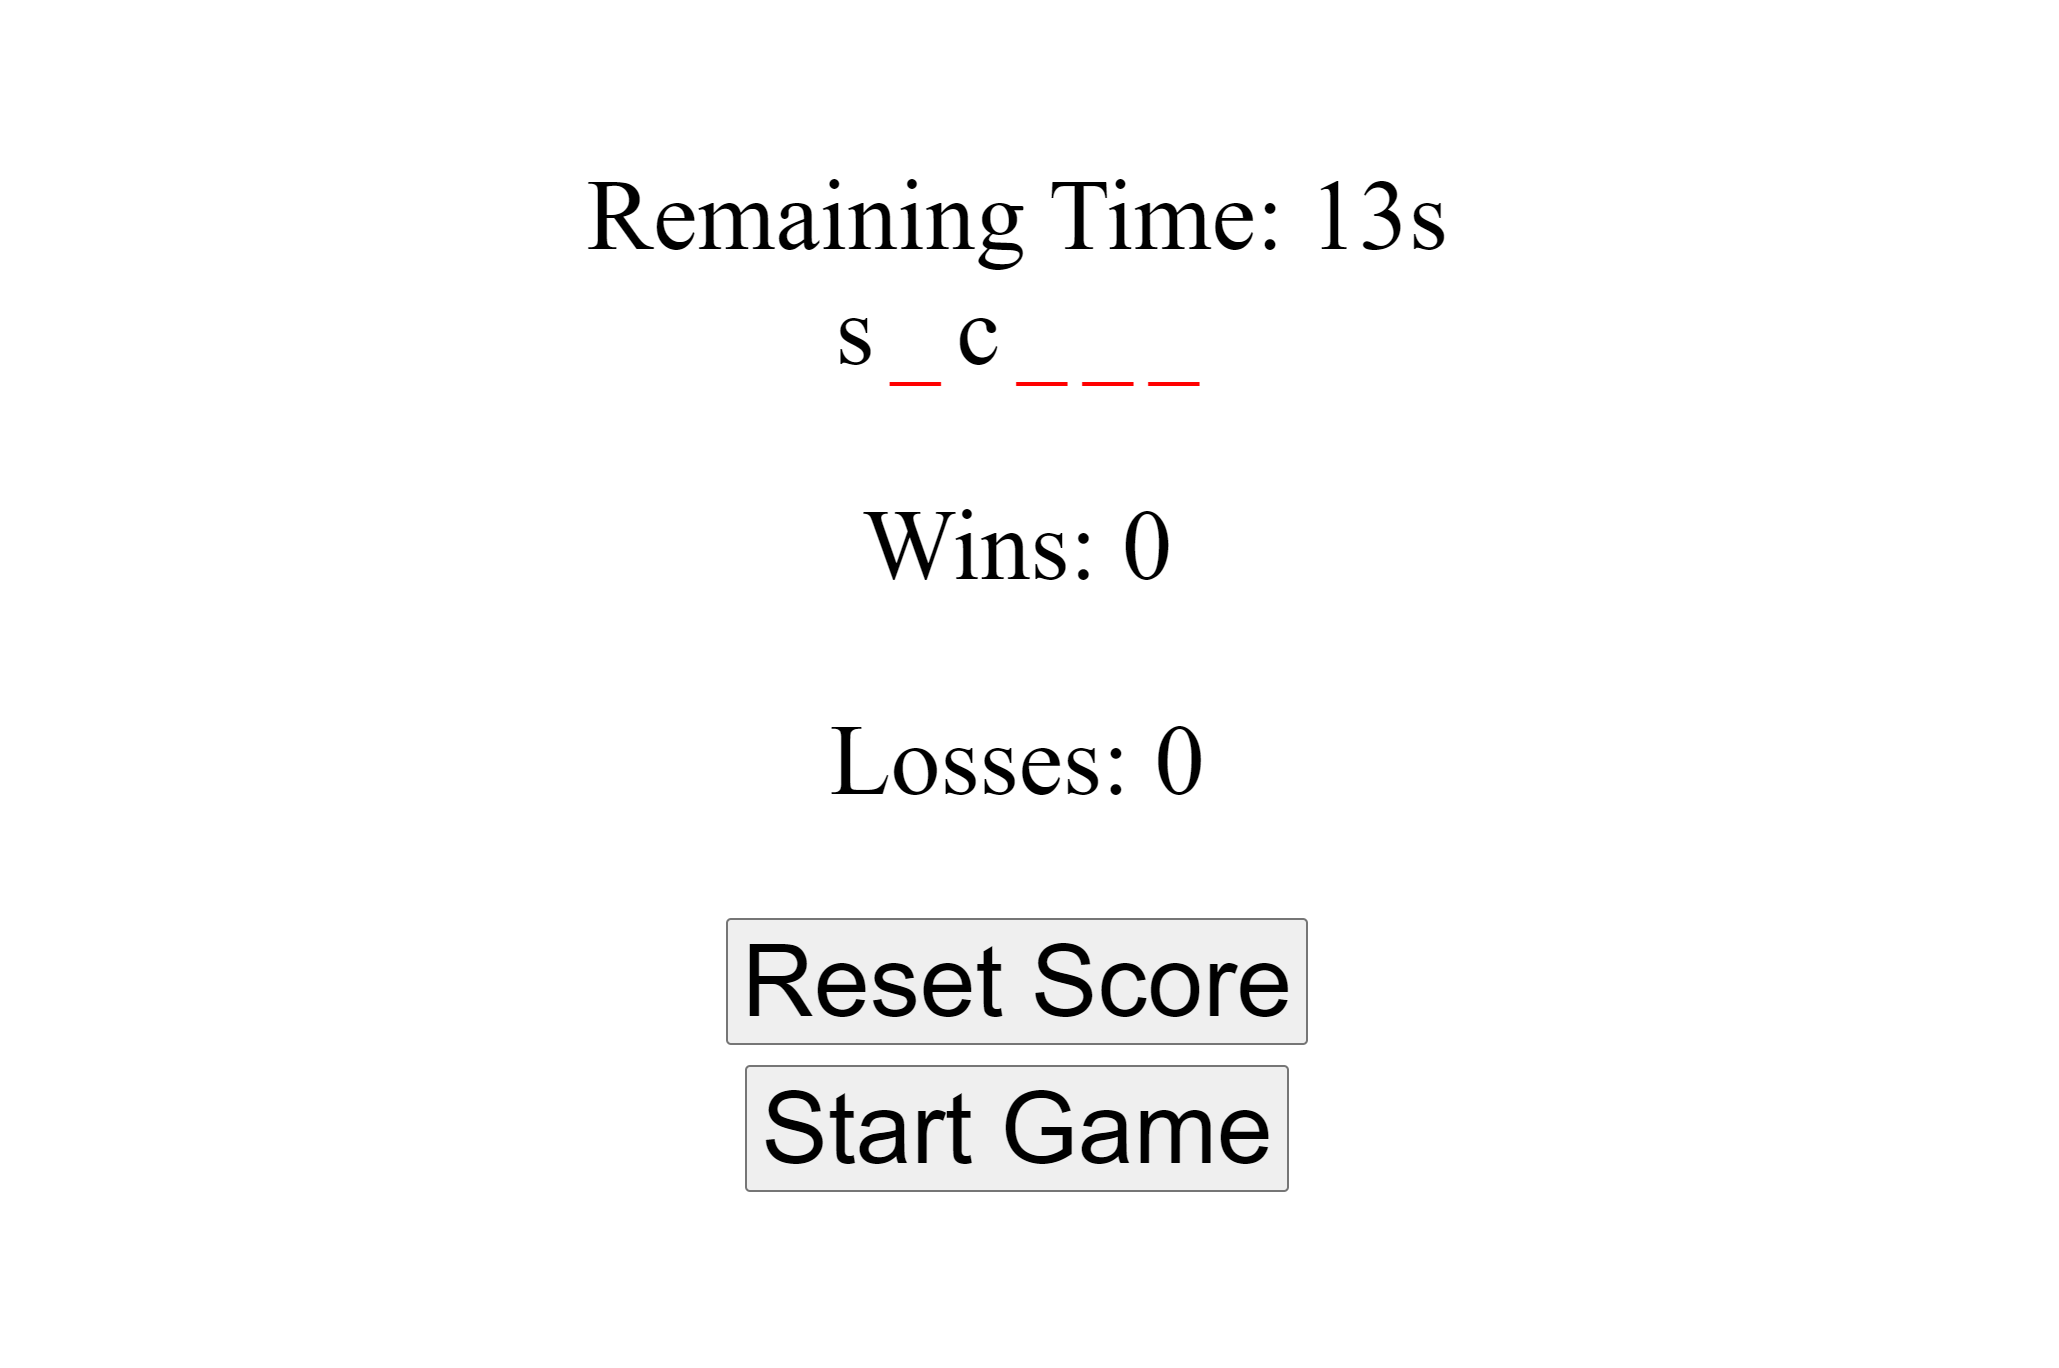 Remaining Time: 13s
s _ c _ _ _
Wins: 0
Losses: 0
Reset Score
Start Game